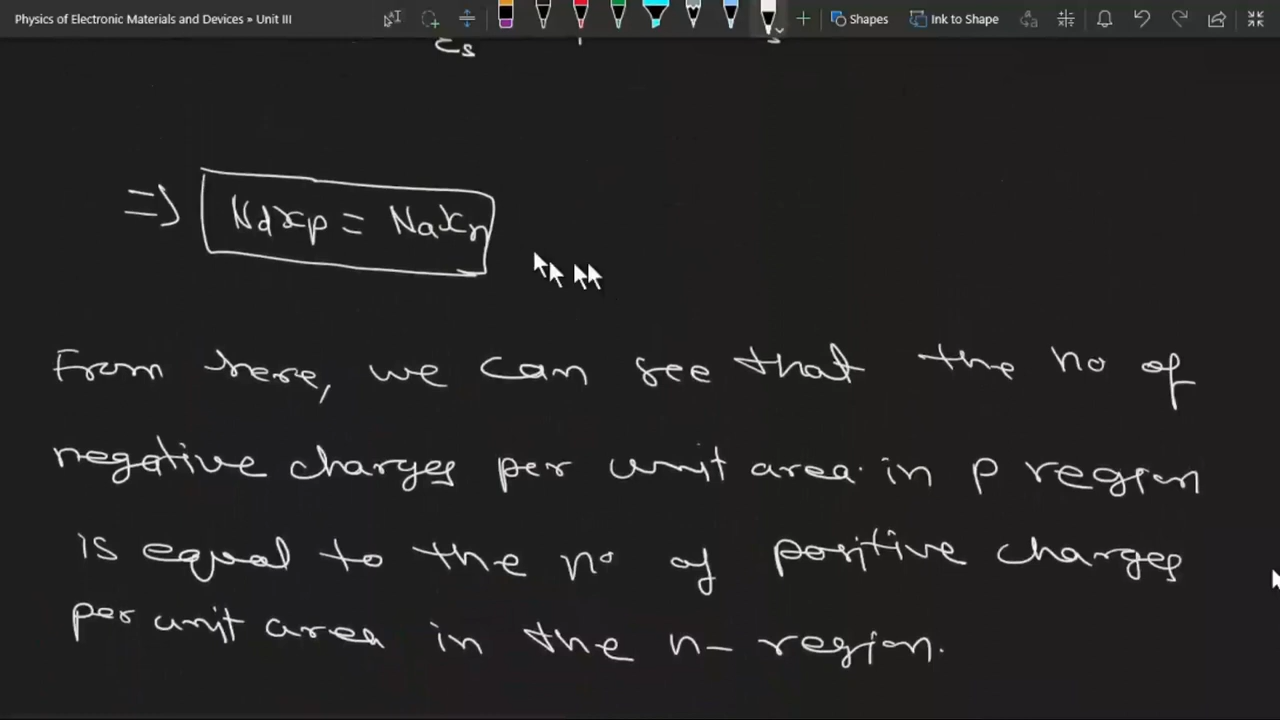 Physics of Electronic Materials and Devices » Unit III
Shapes
Ink to Shape
Es
=> Ndxp = Naxn
From here, we can see that the no of
negative charges per unit area in p region
is equal to the no of positive charges
per unit area in the n- region.